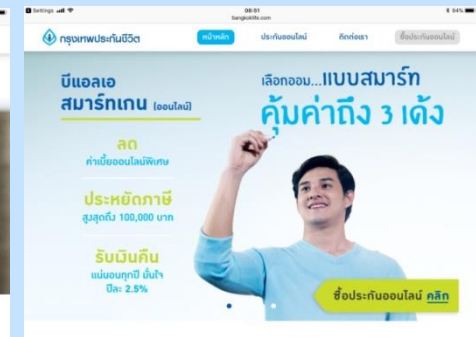 Settings
08:51
94%
bangkoklife.com
กรุงเทพประกันชีวิต
หน้าหลัก
ประกันออนไลน์
ติดต่อเรา
ซื้อประกันออนไลน์
บีแอลเอ
สมาร์ทเกน (ออนไลน์)
เลือกออม...แบบสมาร์ท
คุ้มค่าถึง 3 เด้ง
ลด
ค่าเบี้ยออนไลน์พิเศษ
ประหยัดภาษี
สูงสุดถึง 100,000 บาท
รับเงินคืน
แน่นอนทุกปี มั่นใจ
ปีละ 2.5%
ซื้อประกันออนไลน์ คลิก